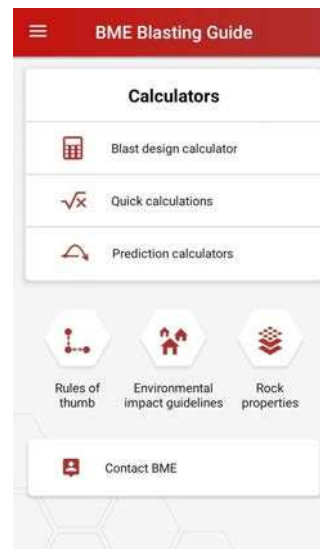 BME Blasting Guide
Calculators
Blast design calculator
√x Quick calculations
Prediction calculators
Rules of
thumb
Environmental
impact guidelines
Rock
properties
Contact BME